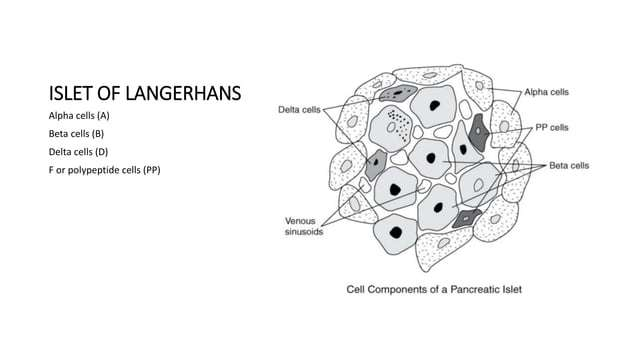 ISLET OF LANGERHANS
Alpha cells (A)
Beta cells (B)
Delta cells (D)
F or polypeptide cells (PP)
Delta cells
Alpha cells
PP cells
Beta cells
Venous
sinusoids
Cell Components of a Pancreatic Islet